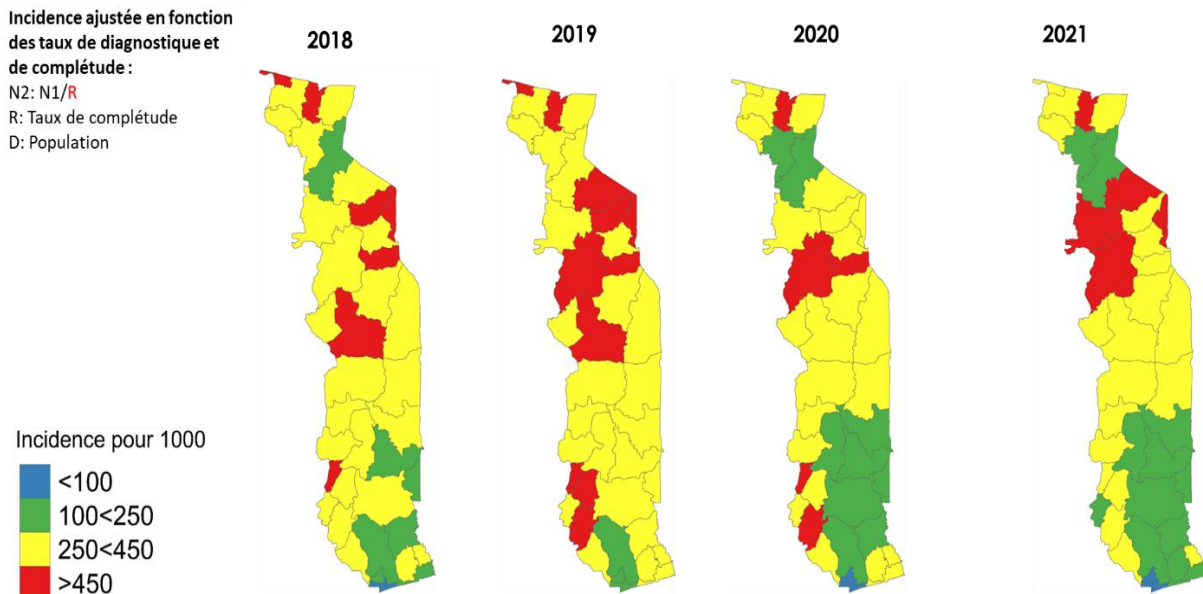 Incidence ajustée en fonction
des taux de diagnostique et
de complétude :
N2: N1/R
R: Taux de complétude
D: Population
2018
2019
2020
2021
Incidence pour 1000
<100
100<250
250<450
>450